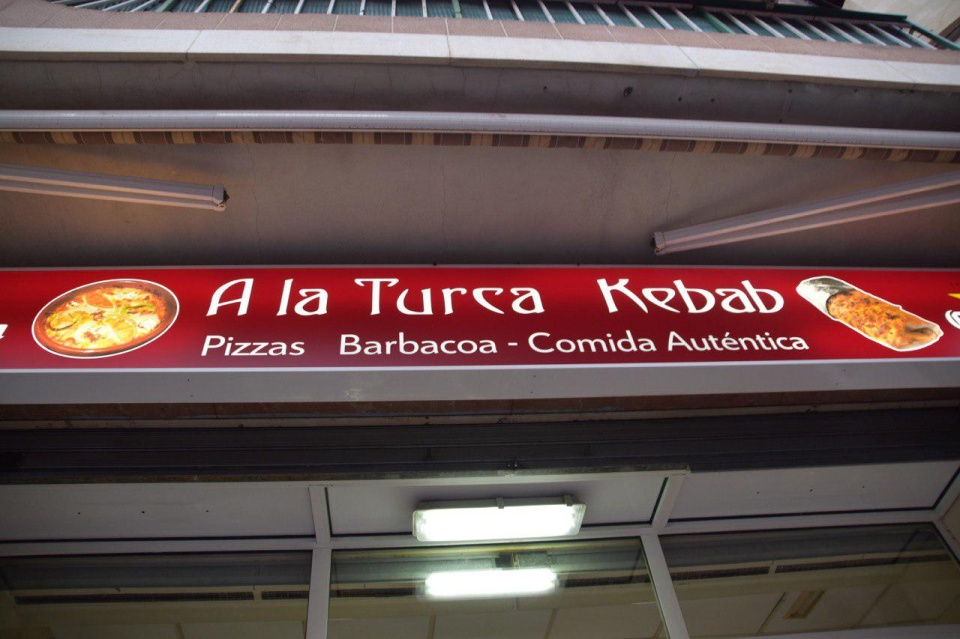 A la Turca Kebab
Pizzas Barbacoa - Comida Auténtica